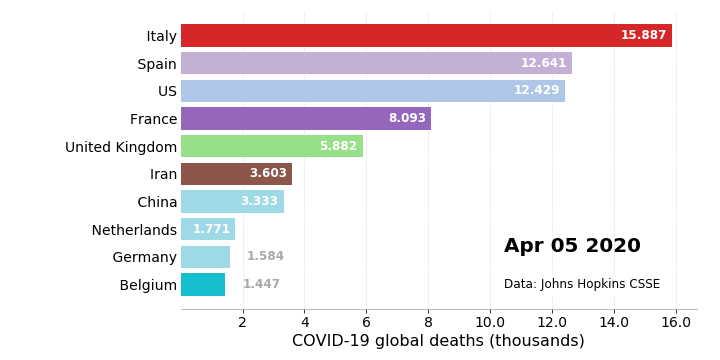 Italy 15.887
Spain 12.641
US 12.429
France 8.093
United Kingdom 5.882
Iran 3.603
China 3.333
Netherlands 1.771
Germany 1.584
Belgium 1.447
Apr 05 2020
Data: Johns Hopkins CSSE
2 4 6 8 10.0 12.0 14.0 16.0
COVID-19 global deaths (thousands)